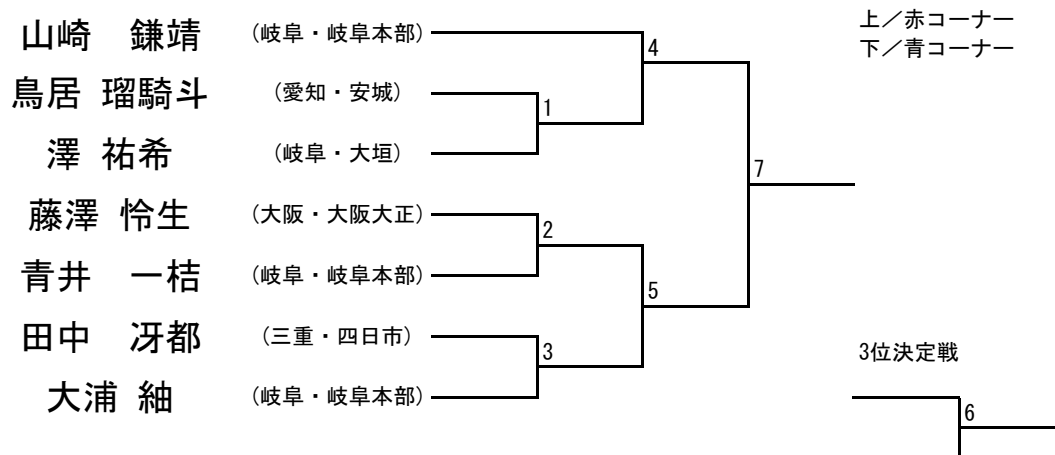 山崎　鎌靖 (岐阜・岐阜本部)
上／赤コーナー
下／青コーナー
4
鳥居 瑠騎斗 (愛知・安城)
1
澤 祐希 (岐阜・大垣)
7
藤澤 怜生 (大阪・大阪大正)
2
青井　一桔 (岐阜・岐阜本部)
5
田中　冴都 (三重・四日市)
3
3位決定戦
大浦 紬 (岐阜・岐阜本部)
6